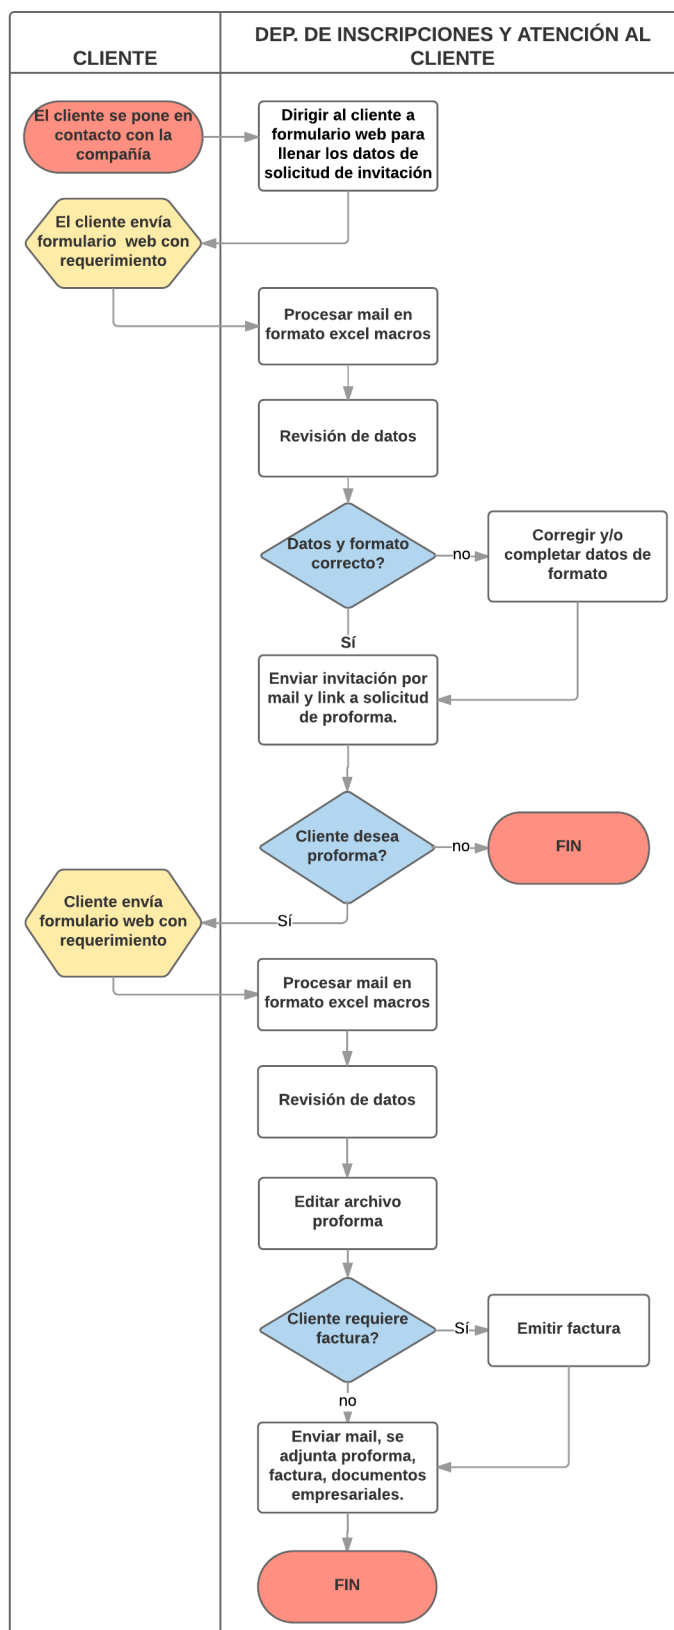 CLIENTE
DEP. DE INSCRIPCIONES Y ATENCIÓN AL
CLIENTE
El cliente se pone en
contacto con la
compañía
Dirigir al cliente a
formulario web para
llenar los datos de
solicitud de invitación
El cliente envía
formulario web con
requerimiento
Procesar mail en
formato excel macros
Revisión de datos
Datos y formato
correcto?
no
Corregir y/o
completar datos de
formato
Sí
Enviar invitación por
mail y link a solicitud
de proforma.
Cliente desea
proforma?
no
FIN
Sí
Cliente envía
formulario web con
requerimiento
Procesar mail en
formato excel macros
Revisión de datos
Editar archivo
proforma
Cliente requiere
factura?
Sí
Emitir factura
no
Enviar mail, se
adjunta proforma,
factura, documentos
empresariales.
FIN